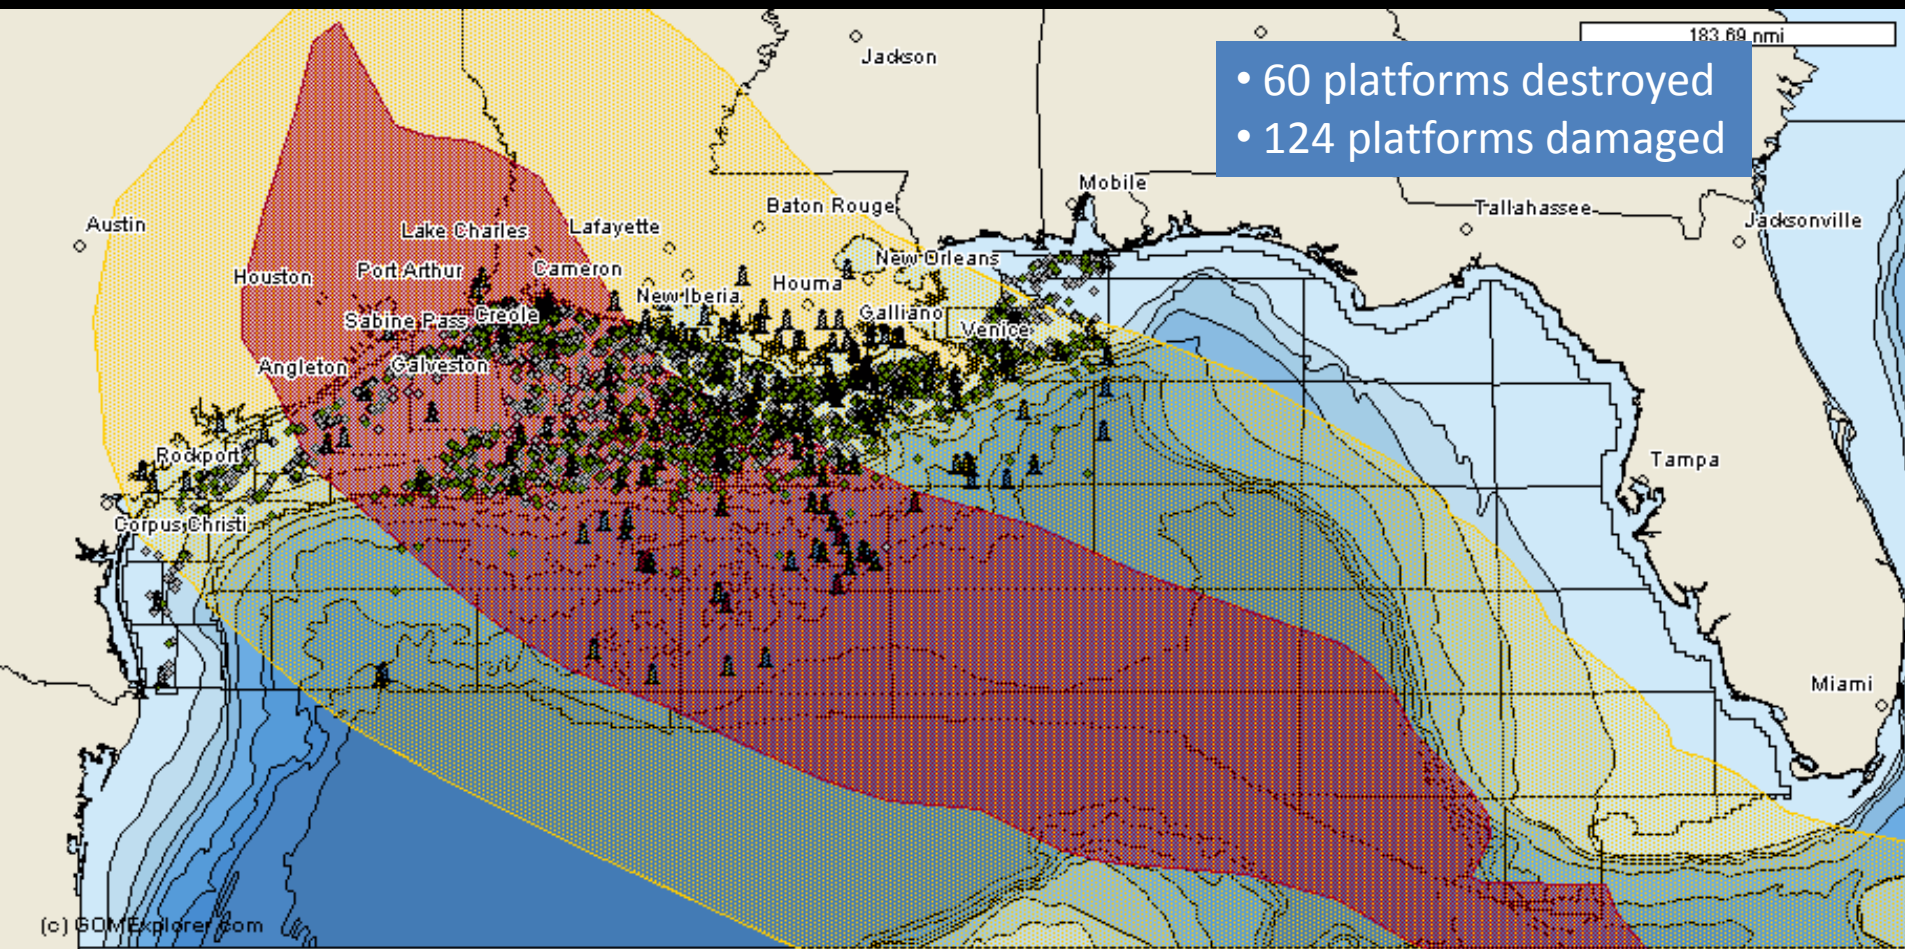 183.69 nmi
Jackson
• 60 platforms destroyed
• 124 platforms damaged
Mobile
Baton Rouge
Tallahassee
Austin
Jacksonville
Lake Charles
Lafayette
New Orleans
Houston
Port Arthur
Cameron
Houma
New Iberia
Sabine Pass
Creole
Galliano
Venice
Angleton
Galveston
Rockport
Tampa
Corpus Christi
Miami
(c) GOMExplorer.com